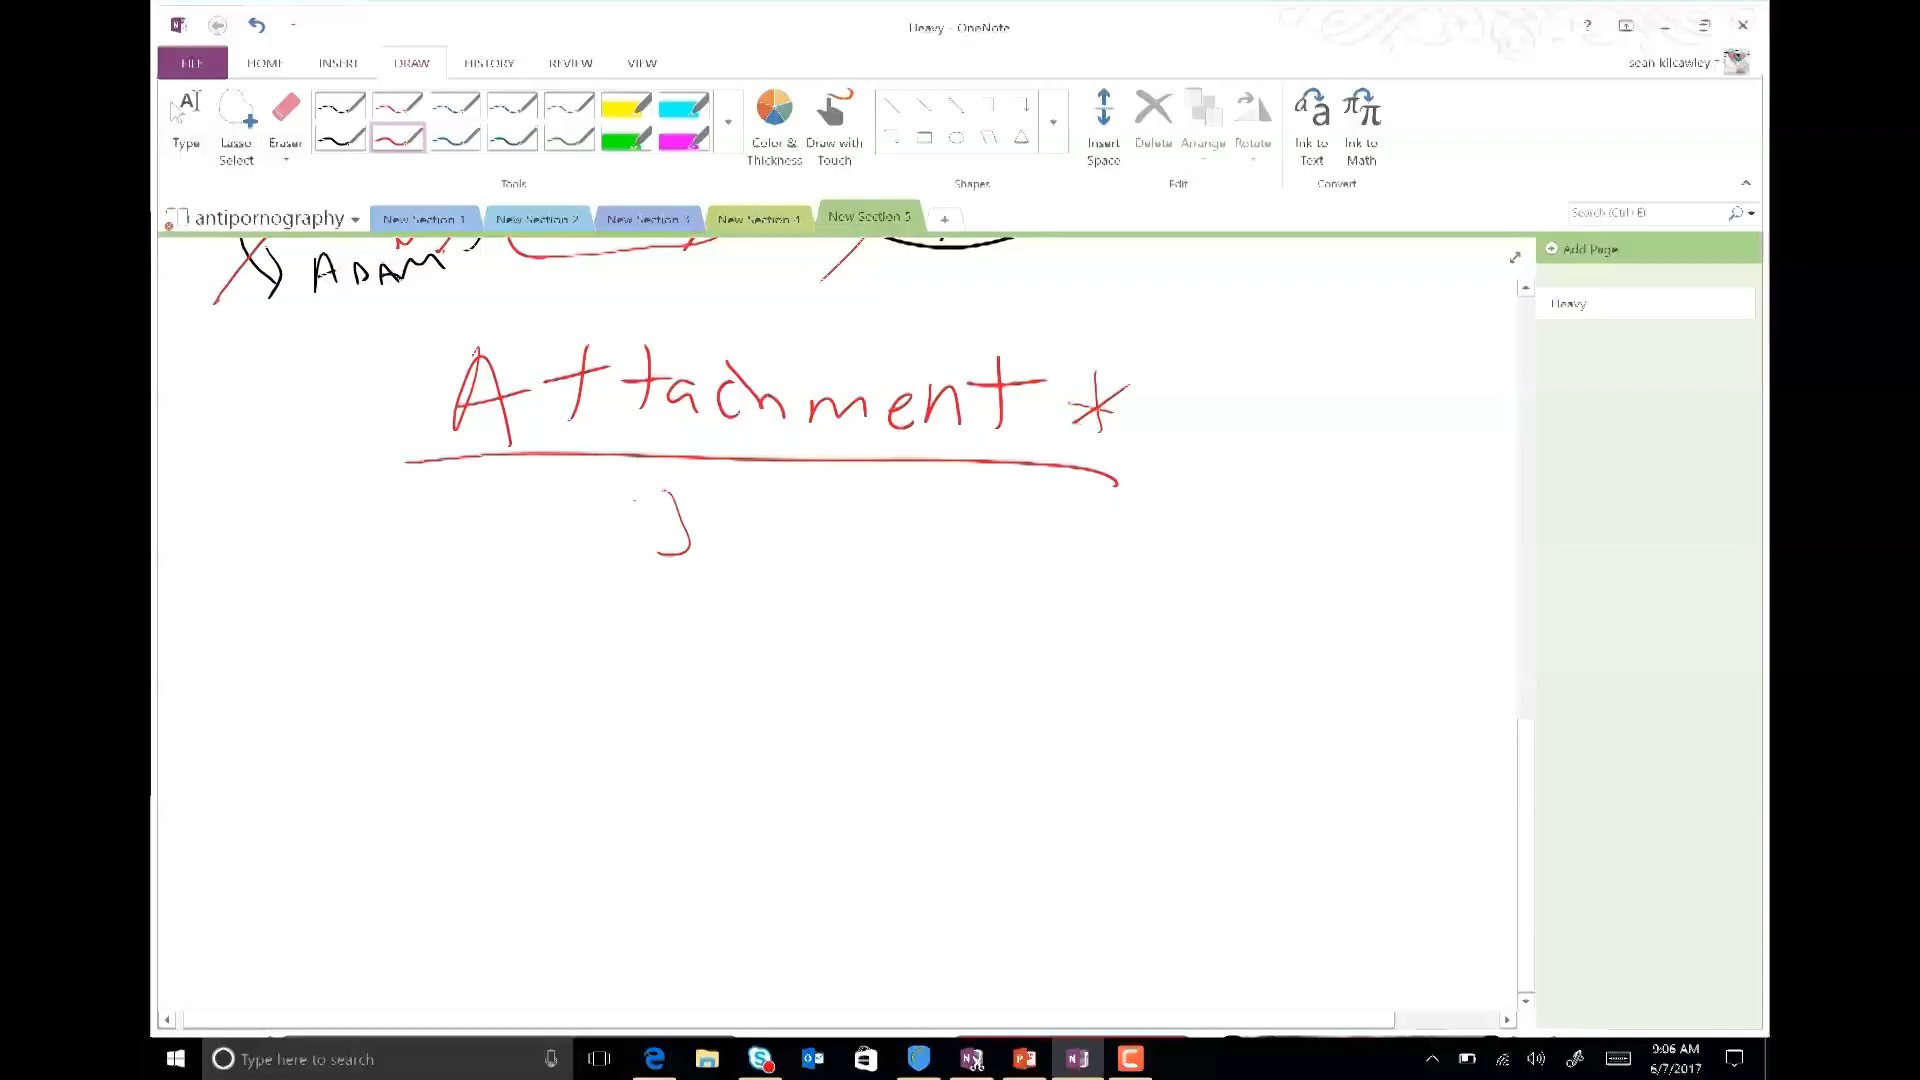 Heavy - OneNote
?
FILE HOME INSERT DRAW HISTORY REVIEW VIEW
sean kilcawley
Type
Lasso Select
Eraser
Color & Thickness
Draw with Touch
Insert Space
Delete
Arrange
Rotate
Ink to Text
Ink to Math
Tools
Shapes
Edit
Convert
antipornography New Section 1 New Section 2 New Section 3 New Section 4 New Section 5 +
Search (Ctrl+E)
Add Page
Heavy
ADAM
Attachment *
Type here to search
9:06 AM
6/7/2017